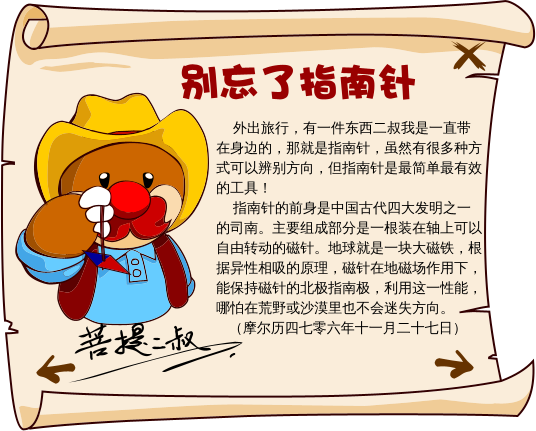 别忘了指南针
外出旅行，有一件东西二叔我是一直带
在身边的，那就是指南针，虽然有很多种方
式可以辨别方向，但指南针是最简单最有效
的工具！
指南针的前身是中国古代四大发明之一
的司南。主要组成部分是一根装在轴上可以
自由转动的磁针。地球就是一块大磁铁，根
据异性相吸的原理，磁针在地磁场作用下，
能保持磁针的北极指南极，利用这一性能，
哪怕在荒野或沙漠里也不会迷失方向。
（摩尔历四七零六年十一月二十七日）
菩提二叔